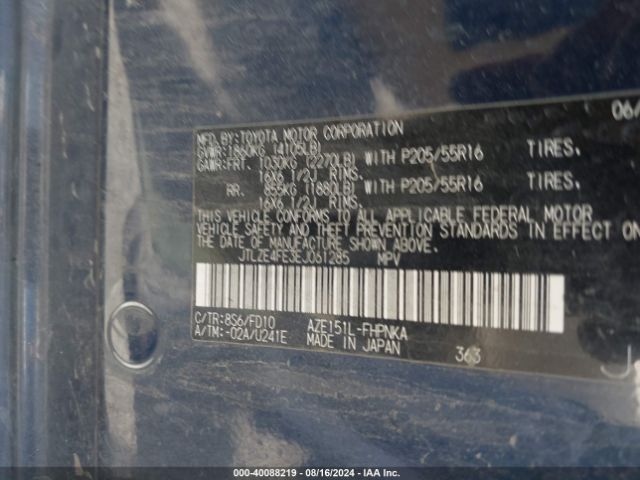 06/
MFD. BY: TOYOTA MOTOR CORPORATION
GVWR: 1860KG (4105LB)
GAWR: FRT. 1030KG (2270LB) WITH P205/55R16 TIRES.
16X6 1/2J RIMS.
RR. 855KG (1880LB) WITH P205/55R16 TIRES.
16X6 1/2J RIMS.
THIS VEHICLE CONFORMS TO ALL APPLICABLE FEDERAL MOTOR
VEHICLE SAFETY AND THEFT PREVENTION STANDARDS IN EFFECT ON
DATE OF MANUFACTURE SHOWN ABOVE.
JTLZE4FE3EJ061285 MPV
C/TR: 8S6/FD10 AZE151L-FHPNKA
A/TM: -02A/U241E MADE IN JAPAN 363
000-40088219 - 08/16/2024 - IAA Inc.